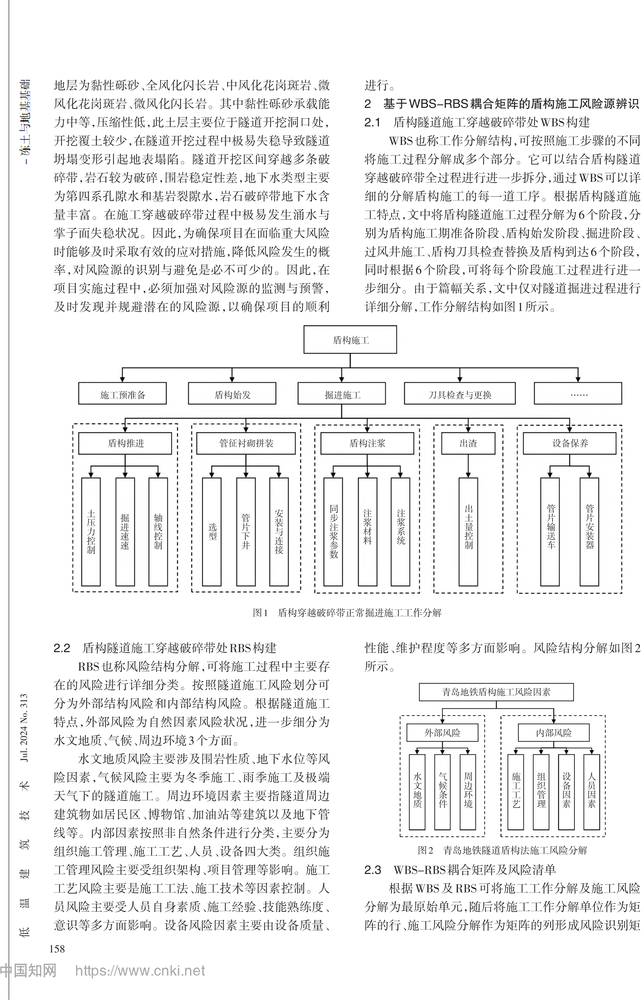 – 冻土与地基基础
地层为黏性砾砂、全风化闪长岩、中风化花岗斑岩、微
风化花岗斑岩、微风化闪长岩。其中黏性砾砂承载能
力中等,压缩性低,此土层主要位于隧道开挖洞口处,
开挖覆土较少,在隧道开挖过程中极易失稳导致隧道
坍塌变形引起地表塌陷。隧道开挖区间穿越多条破
碎带,岩石较为破碎,围岩稳定性差,地下水类型主要
为第四系孔隙水和基岩裂隙水,岩石破碎带地下水含
量丰富。在施工穿越破碎带过程中极易发生涌水与
掌子面失稳状况。因此,为确保项目在面临重大风险
时能够及时采取有效的应对措施,降低风险发生的概
率,对风险源的识别与避免是必不可少的。因此,在
项目实施过程中,必须加强对风险源的监测与预警,
及时发现并规避潜在的风险源,以确保项目的顺利
进行。
2 基于WBS–RBS耦合矩阵的盾构施工风险源辨识
2.1 盾构隧道施工穿越破碎带处WBS构建
WBS也称工作分解结构,可按照施工步骤的不同
将施工过程分解成多个部分。它可以结合盾构隧道
穿越破碎带全过程进行进一步拆分,通过WBS可以详
细的分解盾构施工的每一道工序。根据盾构隧道施
工特点,文中将盾构隧道施工过程分解为6个阶段,分
别为盾构施工期准备阶段、盾构始发阶段、掘进阶段、
过风井施工、盾构刀具检查替换及盾构到达6个阶段,
同时根据6个阶段,可将每个阶段施工过程进行进一
步细分。由于篇幅关系,文中仅对隧道掘进过程进行
详细分解,工作分解结构如图1所示。
盾构施工
施工预准备
盾构始发
掘进施工
刀具检查与更换
……
盾构推进
管征衬砌拼装
盾构注浆
出渣
设备保养
土压力控制
掘进速速
轴线控制
选型
管片下井
安装与连接
同步注浆参数
注浆材料
注浆系统
出土量控制
管片输送车
管片安装器
图1 盾构穿越破碎带正常掘进施工工作分解
2.2 盾构隧道施工穿越破碎带处RBS构建
RBS也称风险结构分解,可将施工过程中主要存
在的风险进行详细分类。按照隧道施工风险划分可
分为外部结构风险和内部结构风险。根据隧道施工
特点,外部风险为自然因素风险状况,进一步细分为
水文地质、气候、周边环境3个方面。
水文地质风险主要涉及围岩性质、地下水位等风
险因素,气候风险主要为冬季施工、雨季施工及极端
天气下的隧道施工。周边环境因素主要指隧道周边
建筑物如居民区、博物馆、加油站等建筑以及地下管
线等。内部因素按照非自然条件进行分类,主要分为
组织施工管理、施工工艺、人员、设备四大类。组织施
工管理风险主要受组织架构、项目管理等影响。施工
工艺风险主要是施工工法、施工技术等因素控制。人
员风险主要受人员自身素质、施工经验、技能熟练度、
意识等多方面影响。设备风险因素主要由设备质量、
性能、维护程度等多方面影响。风险结构分解如图2
所示。
青岛地铁盾构施工风险因素
外部风险
内部风险
水文地质
气候条件
周边环境
施工工艺
组织管理
设备因素
人员因素
图2 青岛地铁隧道盾构法施工风险分解
2.3 WBS–RBS耦合矩阵及风险清单
根据WBS及RBS可将施工工作分解及施工风险
分解为最原始单元,随后将施工工作分解单位作为矩
阵的行、施工风险分解作为矩阵的列形成风险识别矩
低温建筑技术 Jul. 2024 No. 313
158
中国知网 https://www.cnki.net